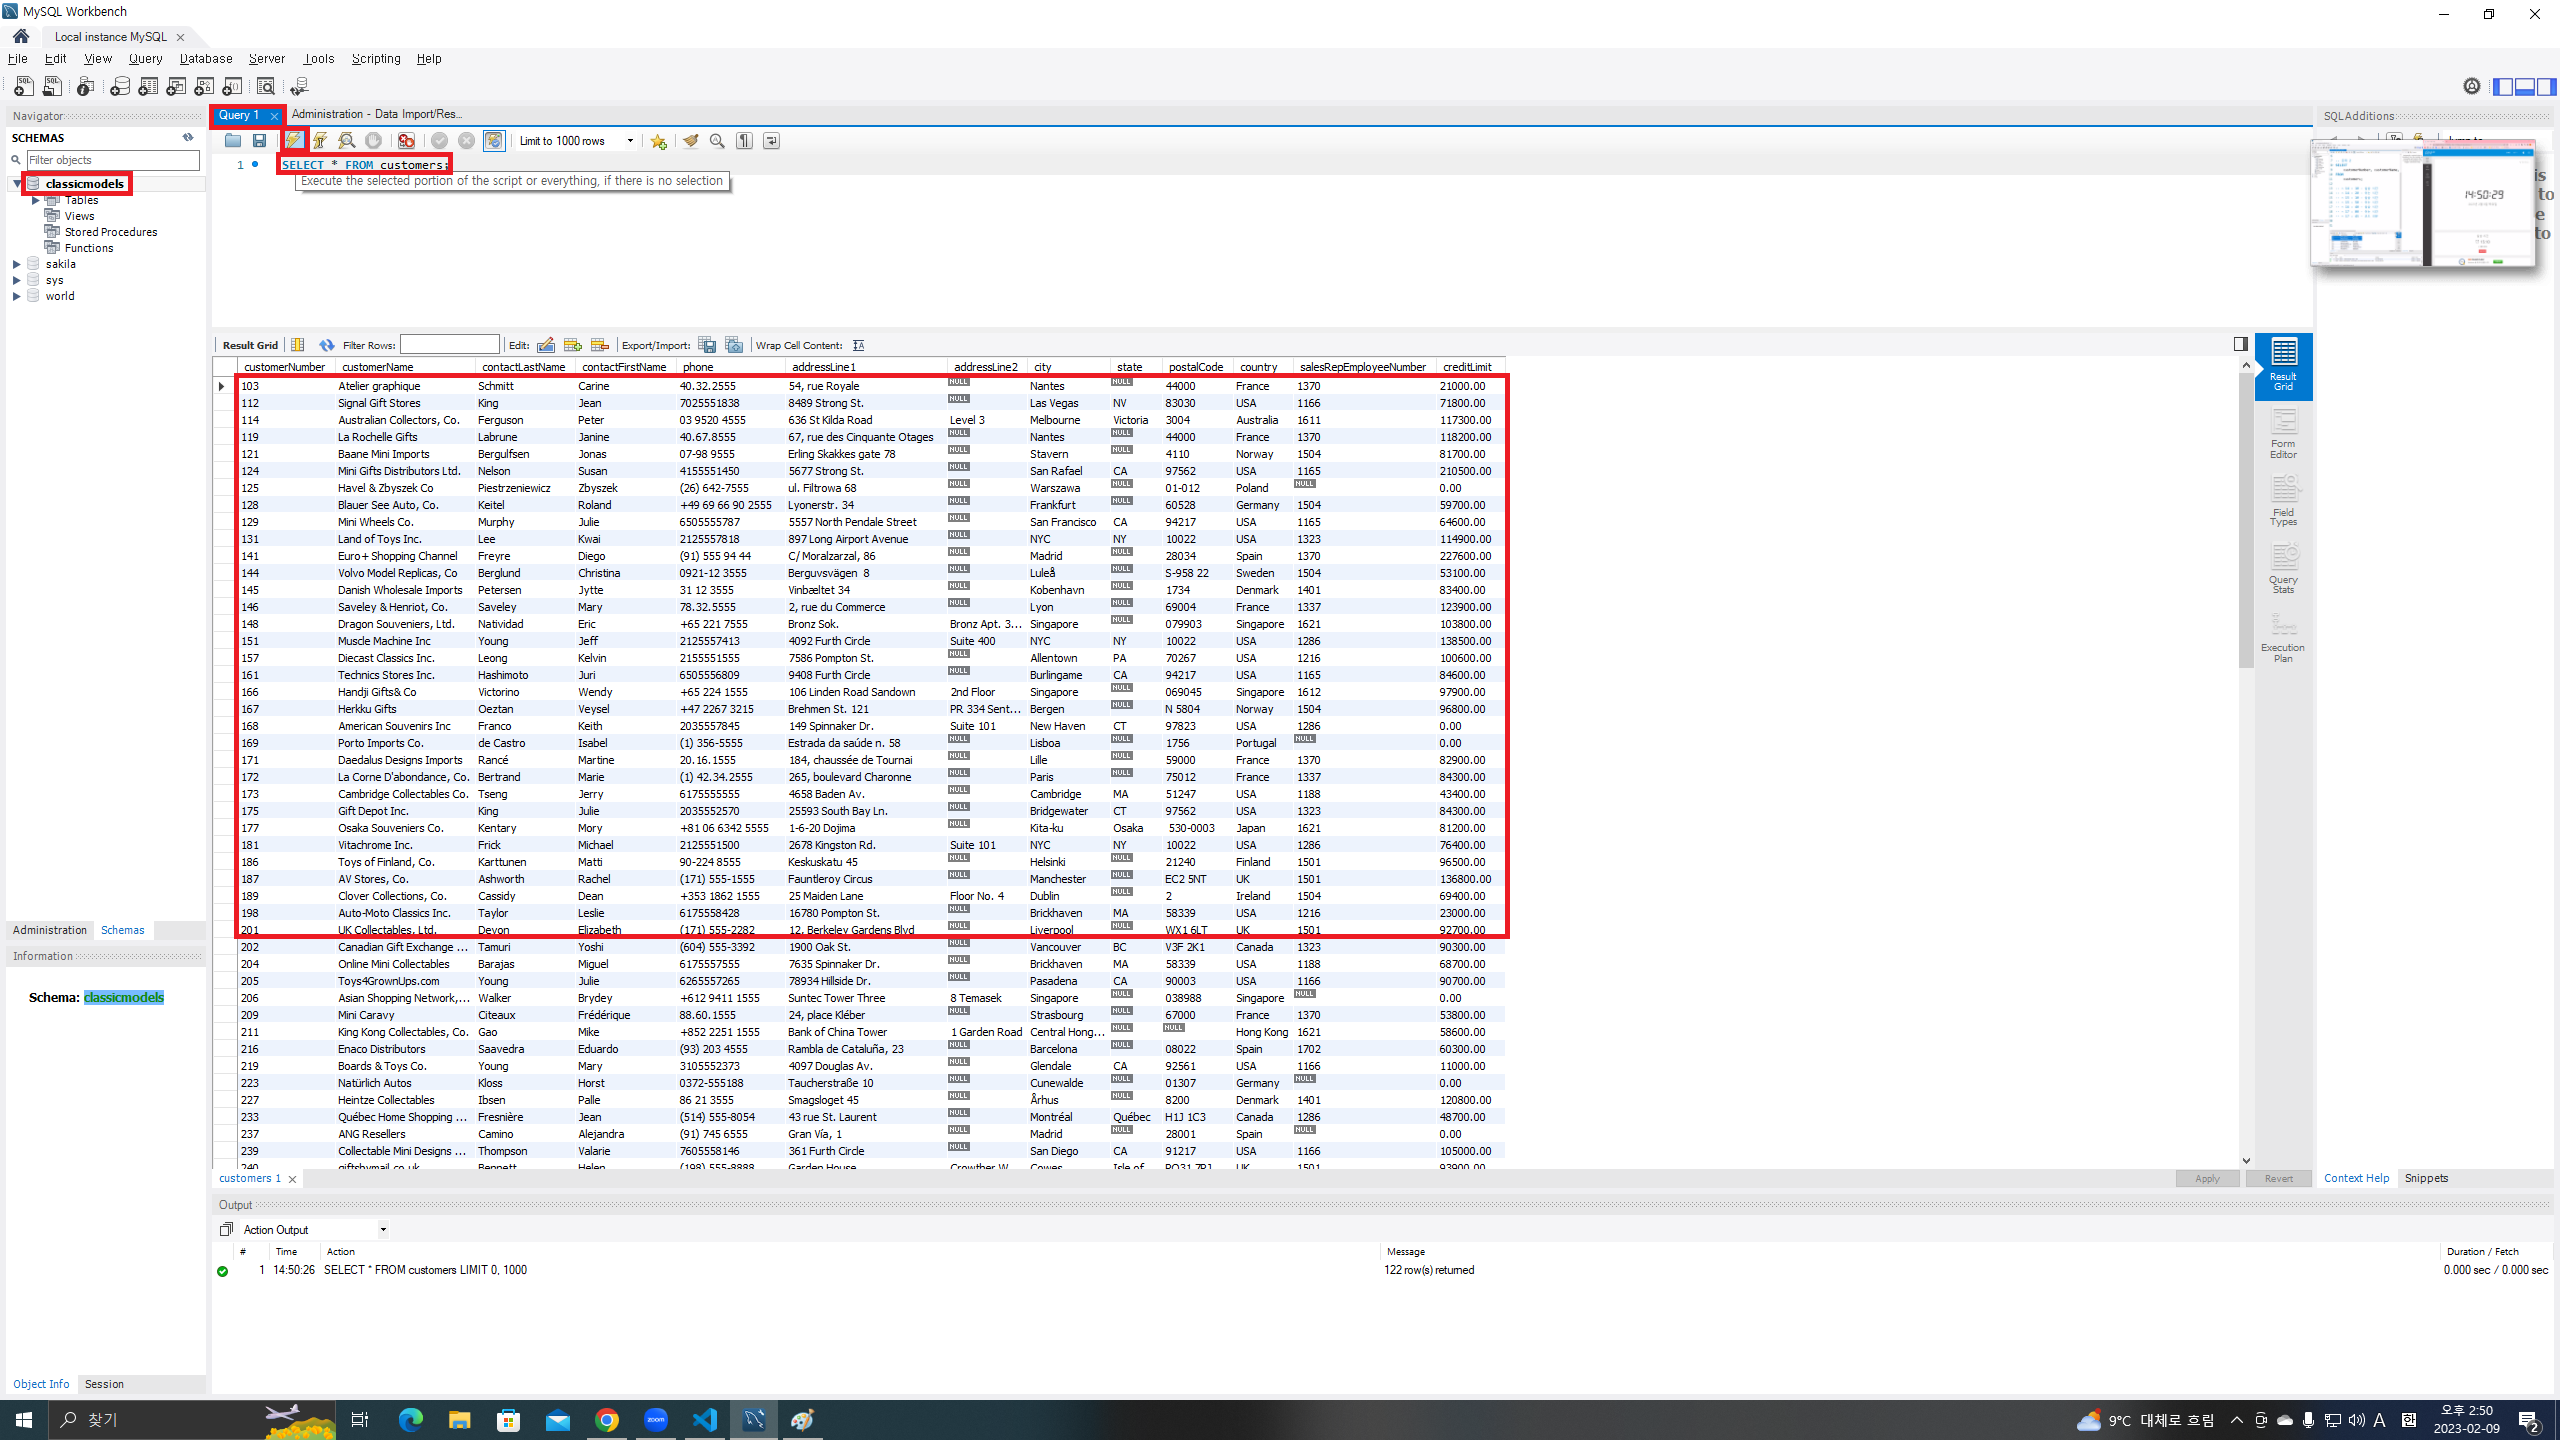 MySQL Workbench
Local instance MySQL
File Edit View Query Database Server Tools Scripting Help
Navigator
SCHEMAS
Filter objects
classicmodels
Tables
Views
Stored Procedures
Functions
sakila
sys
world
Administration Schemas
Information
Schema: classicmodels
Object Info Session
Query 1 Administration - Data Import/Res...
Limit to 1000 rows
1 SELECT * FROM customers;
Execute the selected portion of the script or everything, if there is no selection
Result Grid Filter Rows: Edit: Export/Import: Wrap Cell Content:
customerNumber customerName contactLastName contactFirstName phone addressLine1 addressLine2 city state postalCode country salesRepEmployeeNumber creditLimit
103 Atelier graphique Schmitt Carine 40.32.2555 54, rue Royale NULL Nantes NULL 44000 France 1370 21000.00
112 Signal Gift Stores King Jean 7025551838 8489 Strong St. NULL Las Vegas NV 83030 USA 1166 71800.00
114 Australian Collectors, Co. Ferguson Peter 03 9520 4555 636 St Kilda Road Level 3 Melbourne Victoria 3004 Australia 1611 117300.00
119 La Rochelle Gifts Labrune Janine 40.67.8555 67, rue des Cinquante Otages NULL Nantes NULL 44000 France 1370 118200.00
121 Baane Mini Imports Bergulfsen Jonas 07-98 9555 Erling Skakkes gate 78 NULL Stavern NULL 4110 Norway 1504 81700.00
124 Mini Gifts Distributors Ltd. Nelson Susan 4155551450 5677 Strong St. NULL San Rafael CA 97562 USA 1165 210500.00
125 Havel & Zbyszek Co Piestrzeniewicz Zbyszek (26) 642-7555 ul. Filtrowa 68 NULL Warszawa NULL 01-012 Poland NULL 0.00
128 Blauer See Auto, Co. Keitel Roland +49 69 66 90 2555 Lyonerstr. 34 NULL Frankfurt NULL 60528 Germany 1504 59700.00
129 Mini Wheels Co. Murphy Julie 6505555787 5557 North Pendale Street NULL San Francisco CA 94217 USA 1165 64600.00
131 Land of Toys Inc. Lee Kwai 2125557818 897 Long Airport Avenue NULL NYC NY 10022 USA 1323 114900.00
141 Euro+ Shopping Channel Freyre Diego (91) 555 94 44 C/ Moralzarzal, 86 NULL Madrid NULL 28034 Spain 1370 227600.00
144 Volvo Model Replicas, Co Berglund Christina 0921-12 3555 Berguvsvägen  8 NULL Luleå NULL S-958 22 Sweden 1504 53100.00
145 Danish Wholesale Imports Petersen Jytte 31 12 3555 Vinbæltet 34 NULL Kobenhavn NULL 1734 Denmark 1401 83400.00
146 Saveley & Henriot, Co. Saveley Mary 78.32.5555 2, rue du Commerce NULL Lyon NULL 69004 France 1337 123900.00
148 Dragon Souveniers, Ltd. Natividad Eric +65 221 7555 Bronz Sok. Bronz Apt. 3... Singapore NULL 079903 Singapore 1621 103800.00
151 Muscle Machine Inc Young Jeff 2125557413 4092 Furth Circle Suite 400 NYC NY 10022 USA 1286 138500.00
157 Diecast Classics Inc. Leong Kelvin 2155551555 7586 Pompton St. NULL Allentown PA 70267 USA 1216 100600.00
161 Technics Stores Inc. Hashimoto Juri 6505556809 9408 Furth Circle NULL Burlingame CA 94217 USA 1165 84600.00
166 Handji Gifts& Co Victorino Wendy +65 224 1555 106 Linden Road Sandown 2nd Floor Singapore NULL 069045 Singapore 1612 97900.00
167 Herkku Gifts Oeztan Veysel +47 2267 3215 Brehmen St. 121 PR 334 Sent... Bergen NULL N 5804 Norway 1504 96800.00
168 American Souvenirs Inc Franco Keith 2035557845 149 Spinnaker Dr. Suite 101 New Haven CT 97823 USA 1286 0.00
169 Porto Imports Co. de Castro Isabel (1) 356-5555 Estrada da saúde n. 58 NULL Lisboa NULL 1756 Portugal NULL 0.00
171 Daedalus Designs Imports Rancé Martine 20.16.1555 184, chaussée de Tournai NULL Lille NULL 59000 France 1370 82900.00
172 La Corne D'abondance, Co. Bertrand Marie (1) 42.34.2555 265, boulevard Charonne NULL Paris NULL 75012 France 1337 84300.00
173 Cambridge Collectables Co. Tseng Jerry 6175555555 4658 Baden Av. NULL Cambridge MA 51247 USA 1188 43400.00
175 Gift Depot Inc. King Julie 2035552570 25593 South Bay Ln. NULL Bridgewater CT 97562 USA 1323 84300.00
177 Osaka Souveniers Co. Kentary Mory +81 06 6342 5555 1-6-20 Dojima NULL Kita-ku Osaka 530-0003 Japan 1621 81200.00
181 Vitachrome Inc. Frick Michael 2125551500 2678 Kingston Rd. Suite 101 NYC NY 10022 USA 1286 76400.00
186 Toys of Finland, Co. Karttunen Matti 90-224 8555 Keskuskatu 45 NULL Helsinki NULL 21240 Finland 1501 96500.00
187 AV Stores, Co. Ashworth Rachel (171) 555-1555 Fauntleroy Circus NULL Manchester NULL EC2 5NT UK 1501 136800.00
189 Clover Collections, Co. Cassidy Dean +353 1862 1555 25 Maiden Lane Floor No. 4 Dublin NULL 2 Ireland 1504 69400.00
198 Auto-Moto Classics Inc. Taylor Leslie 6175558428 16780 Pompton St. NULL Brickhaven MA 58339 USA 1216 23000.00
201 UK Collectables, Ltd. Devon Elizabeth (171) 555-2282 12, Berkeley Gardens Blvd NULL Liverpool NULL WX1 6LT UK 1501 92700.00
202 Canadian Gift Exchange ... Tamuri Yoshi (604) 555-3392 1900 Oak St. NULL Vancouver BC V3F 2K1 Canada 1323 90300.00
204 Online Mini Collectables Barajas Miguel 6175557555 7635 Spinnaker Dr. NULL Brickhaven MA 58339 USA 1188 68700.00
205 Toys4GrownUps.com Young Julie 6265557265 78934 Hillside Dr. NULL Pasadena CA 90003 USA 1166 90700.00
206 Asian Shopping Network,... Walker Brydey +612 9411 1555 Suntec Tower Three 8 Temasek Singapore NULL 038988 Singapore NULL 0.00
209 Mini Caravy Citeaux Frédérique 88.60.1555 24, place Kléber NULL Strasbourg NULL 67000 France 1370 53800.00
211 King Kong Collectables, Co. Gao Mike +852 2251 1555 Bank of China Tower 1 Garden Road Central Hong... NULL NULL Hong Kong 1621 58600.00
216 Enaco Distributors Saavedra Eduardo (93) 203 4555 Rambla de Cataluña, 23 NULL Barcelona NULL 08022 Spain 1702 60300.00
219 Boards & Toys Co. Young Mary 3105552373 4097 Douglas Av. NULL Glendale CA 92561 USA 1166 11000.00
223 Natürlich Autos Kloss Horst 0372-555188 Taucherstraße 10 NULL Cunewalde NULL 01307 Germany NULL 0.00
227 Heintze Collectables Ibsen Palle 86 21 3555 Smagsloget 45 NULL Århus NULL 8200 Denmark 1401 120800.00
233 Québec Home Shopping ... Fresnière Jean (514) 555-8054 43 rue St. Laurent NULL Montréal Québec H1J 1C3 Canada 1286 48700.00
237 ANG Resellers Camino Alejandra (91) 745 6555 Gran Vía, 1 NULL Madrid NULL 28001 Spain NULL 0.00
239 Collectable Mini Designs ... Thompson Valarie 7605558146 361 Furth Circle NULL San Diego CA 91217 USA 1166 105000.00
240 giftsbymail.co.uk Bennett Helen (198) 555-8888 Garden House Crowther W... Cowes Isle of ... PO31 7PJ UK 1501 93900.00
Result Grid
Form Editor
Field Types
Query Stats
Execution Plan
customers 1 Apply Revert
Output
Action Output
# Time Action Message Duration / Fetch
1 14:50:26 SELECT * FROM customers LIMIT 0, 1000 122 row(s) returned 0.000 sec / 0.000 sec
SQLAdditions
14:50:29
is
to
e
to
Context Help Snippets
찾기
zoom
9°C 대체로 흐림
A
오후 2:50
2023-02-09
2